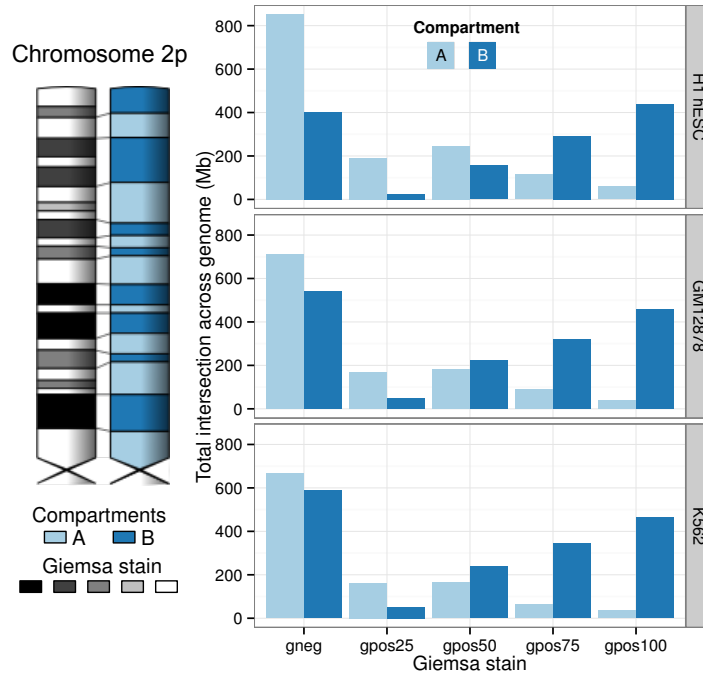 Chromosome 2p
Compartments
A B
Giemsa stain
Total intersection across genome (Mb)
Compartment
A B
800
600
400
200
0
H1 hESC
800
600
400
200
0
GM12878
800
600
400
200
0
K562
gneg gpos25 gpos50 gpos75 gpos100
Giemsa stain